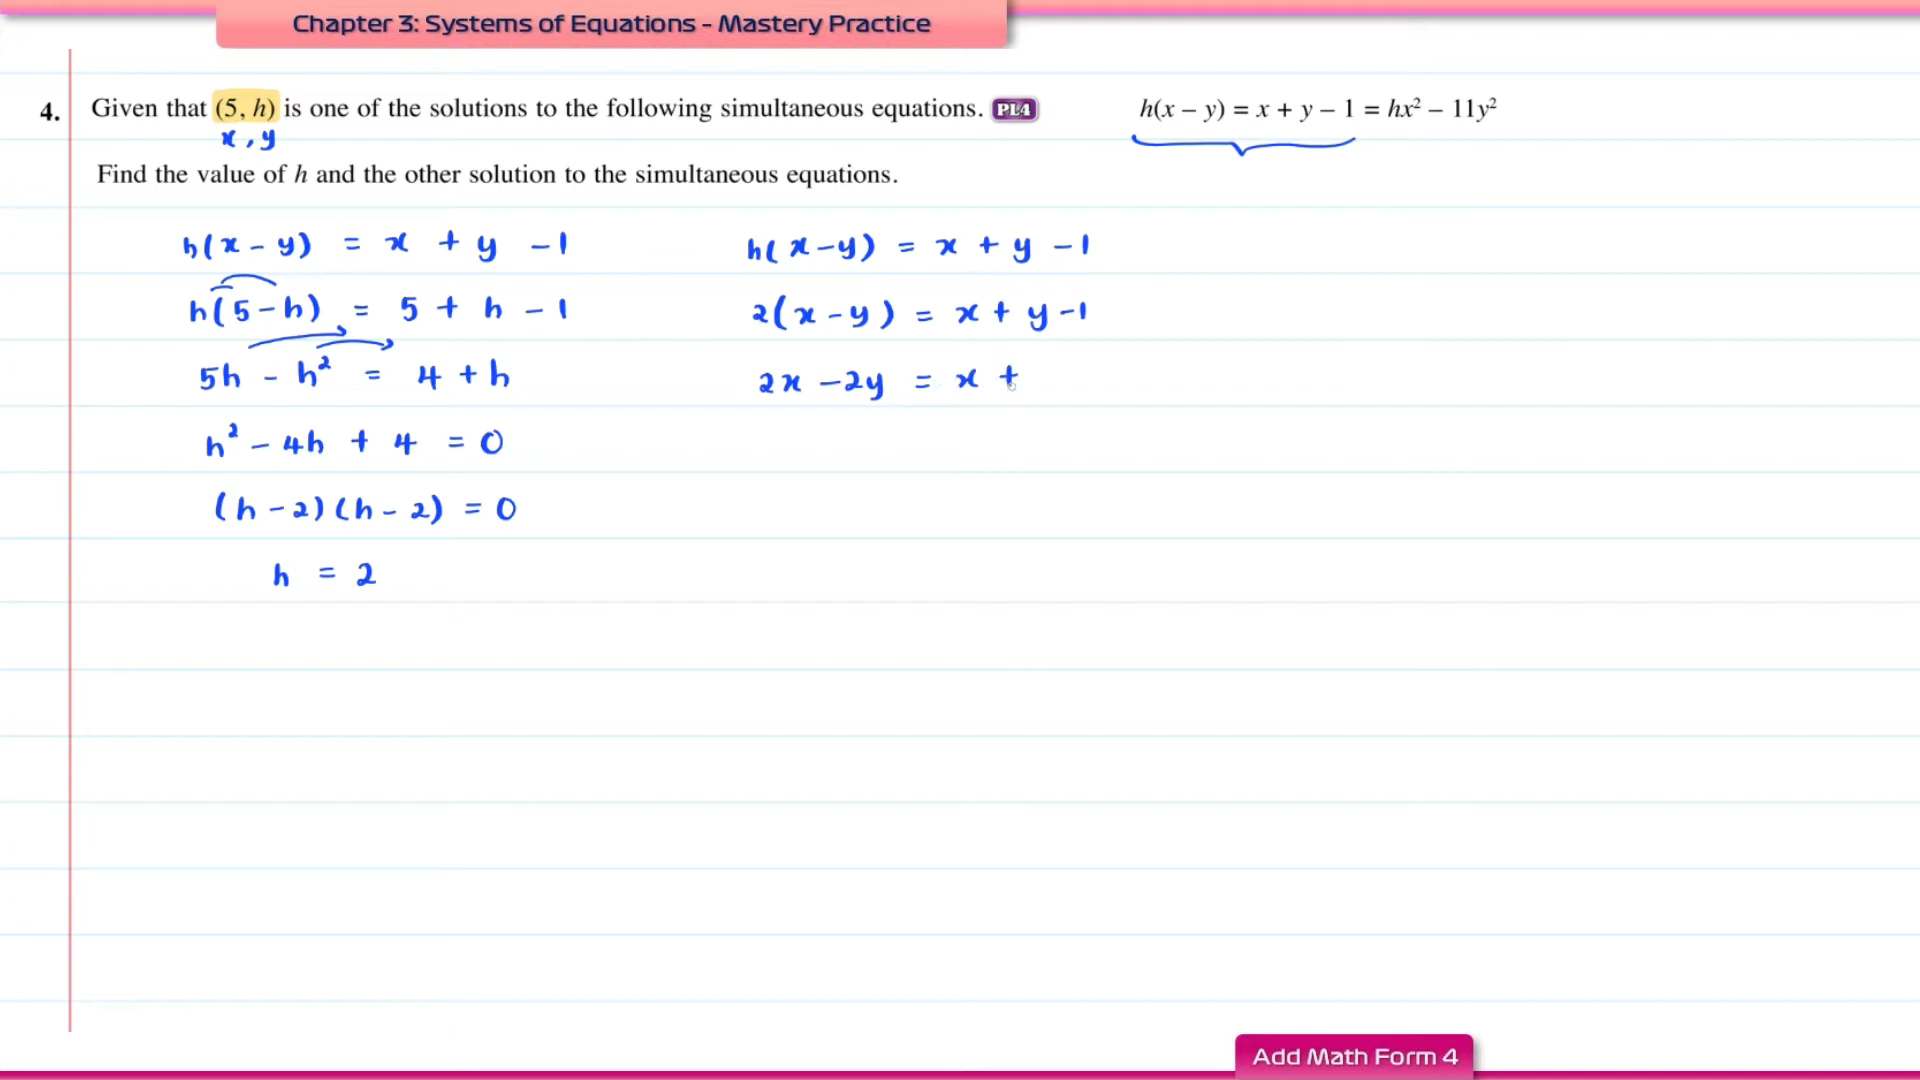 Chapter 3: Systems of Equations - Mastery Practice
4. Given that (5, h) is one of the solutions to the following simultaneous equations. PL4 h(x – y) = x + y – 1 = hx² – 11y²
x , y
Find the value of h and the other solution to the simultaneous equations.
h(x - y) = x + y - 1
h(5 - h) = 5 + h - 1
5h - h² = 4 + h
h² - 4h + 4 = 0
(h - 2)(h - 2) = 0
h = 2
h(x - y) = x + y - 1
2(x - y) = x + y - 1
2x - 2y = x +
Add Math Form 4